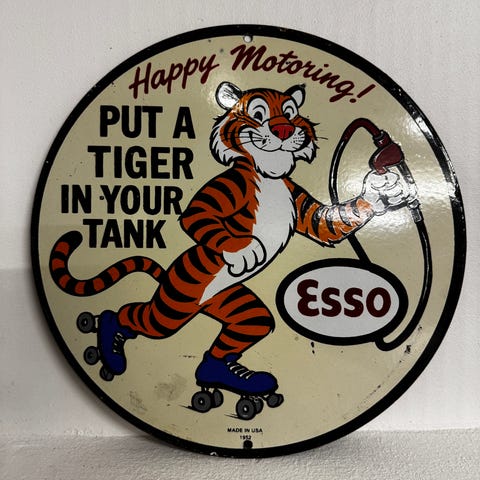 Happy Motoring!
PUT A
TIGER
IN·YOUR
TANK
Esso
MADE IN USA
1952